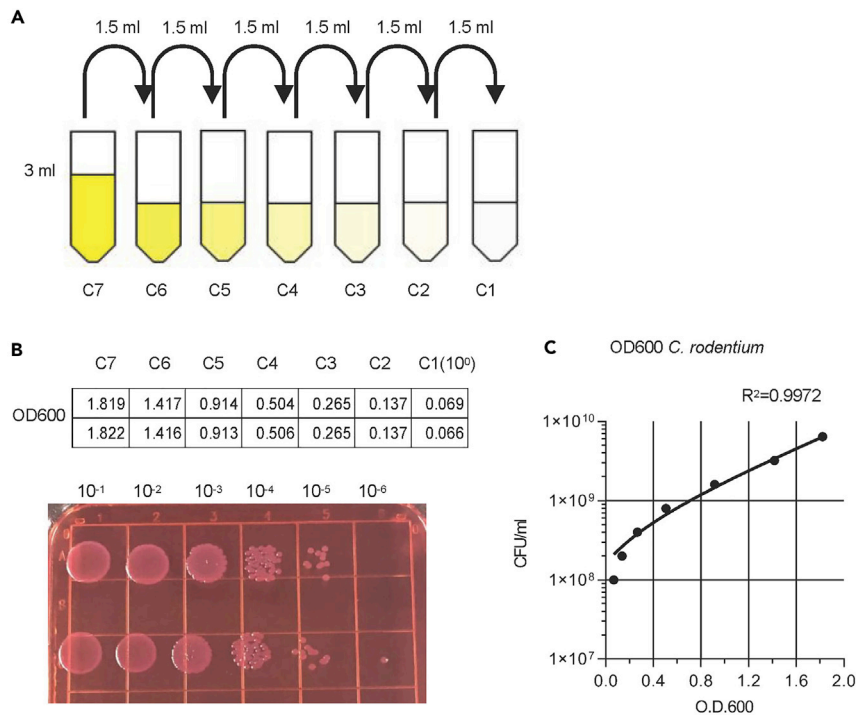 A
1.5 ml 1.5 ml 1.5 ml 1.5 ml 1.5 ml 1.5 ml
3 ml
C7 C6 C5 C4 C3 C2 C1
B
C7 C6 C5 C4 C3 C2 C1(10⁰)
OD600
1.819 1.417 0.914 0.504 0.265 0.137 0.069
1.822 1.416 0.913 0.506 0.265 0.137 0.066
10⁻¹ 10⁻² 10⁻³ 10⁻⁴ 10⁻⁵ 10⁻⁶
1 2 3 4 5
A
B
C
OD600 C. rodentium
R²=0.9972
1×10¹⁰
1×10⁹
1×10⁸
1×10⁷
CFU/ml
0.0 0.4 0.8 1.2 1.6 2.0
O.D.600